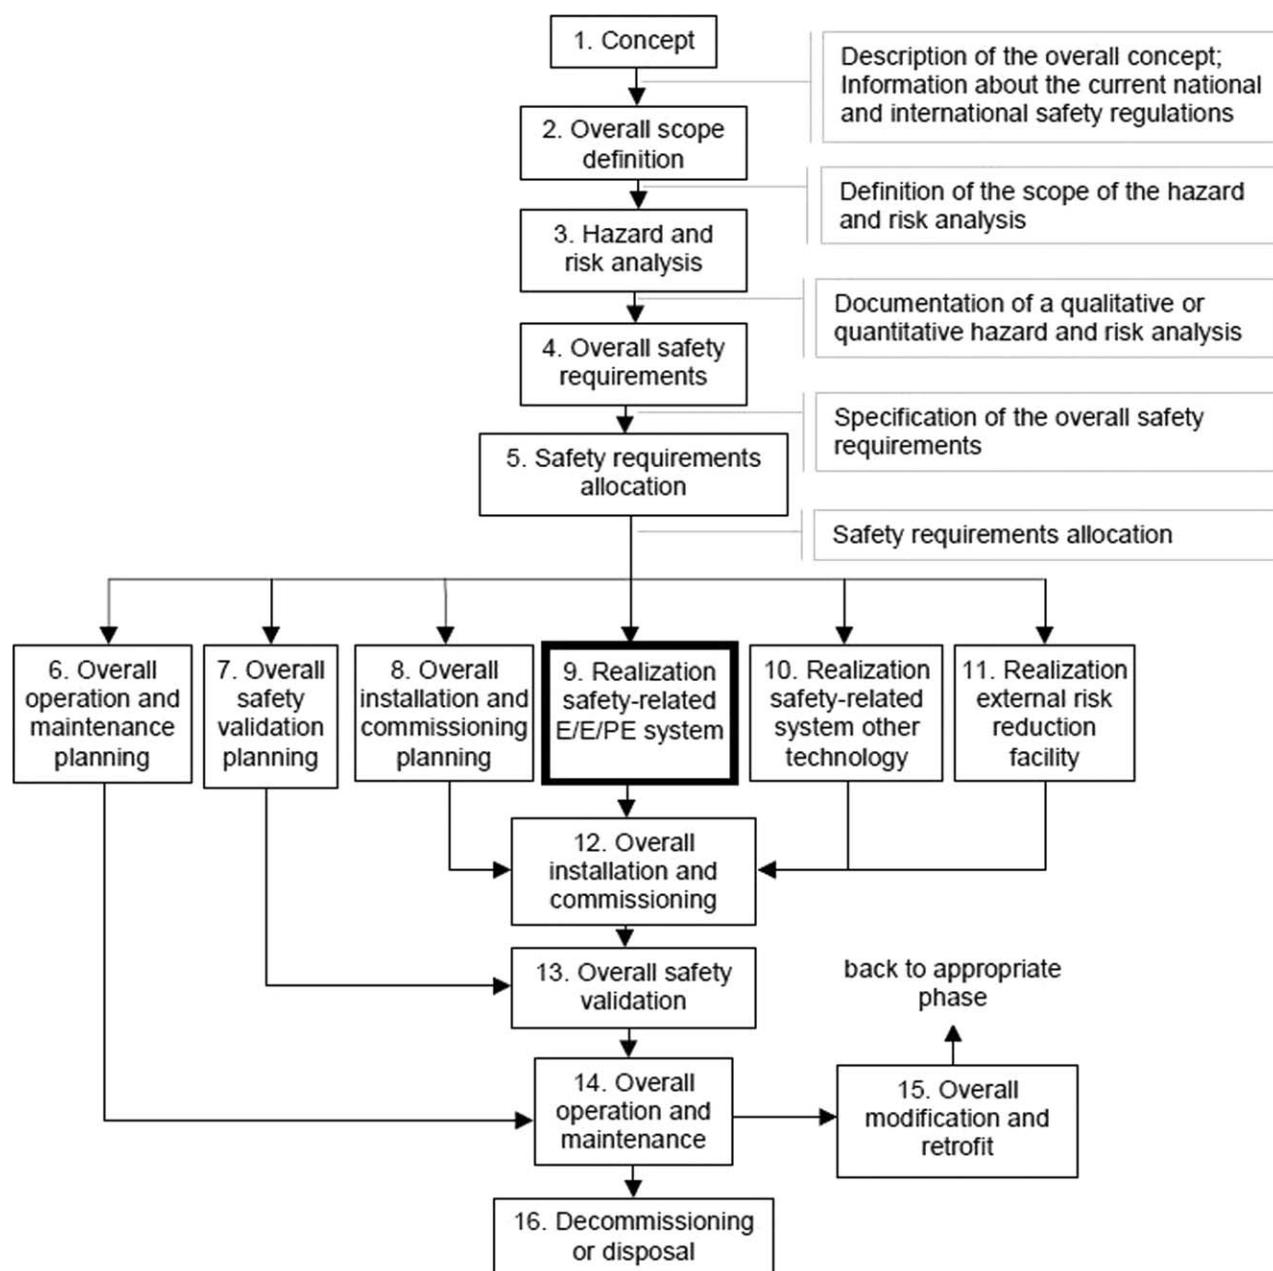 1. Concept
Description of the overall concept;
Information about the current national
and international safety regulations
2. Overall scope
definition
Definition of the scope of the hazard
and risk analysis
3. Hazard and
risk analysis
Documentation of a qualitative or
quantitative hazard and risk analysis
4. Overall safety
requirements
Specification of the overall safety
requirements
5. Safety requirements
allocation
Safety requirements allocation
6. Overall
operation and
maintenance
planning
7. Overall
safety
validation
planning
8. Overall
installation and
commissioning
planning
9. Realization
safety-related
E/E/PE system
10. Realization
safety-related
system other
technology
11. Realization
external risk
reduction
facility
12. Overall
installation and
commissioning
13. Overall safety
validation
back to appropriate
phase
14. Overall
operation and
maintenance
15. Overall
modification and
retrofit
16. Decommissioning
or disposal